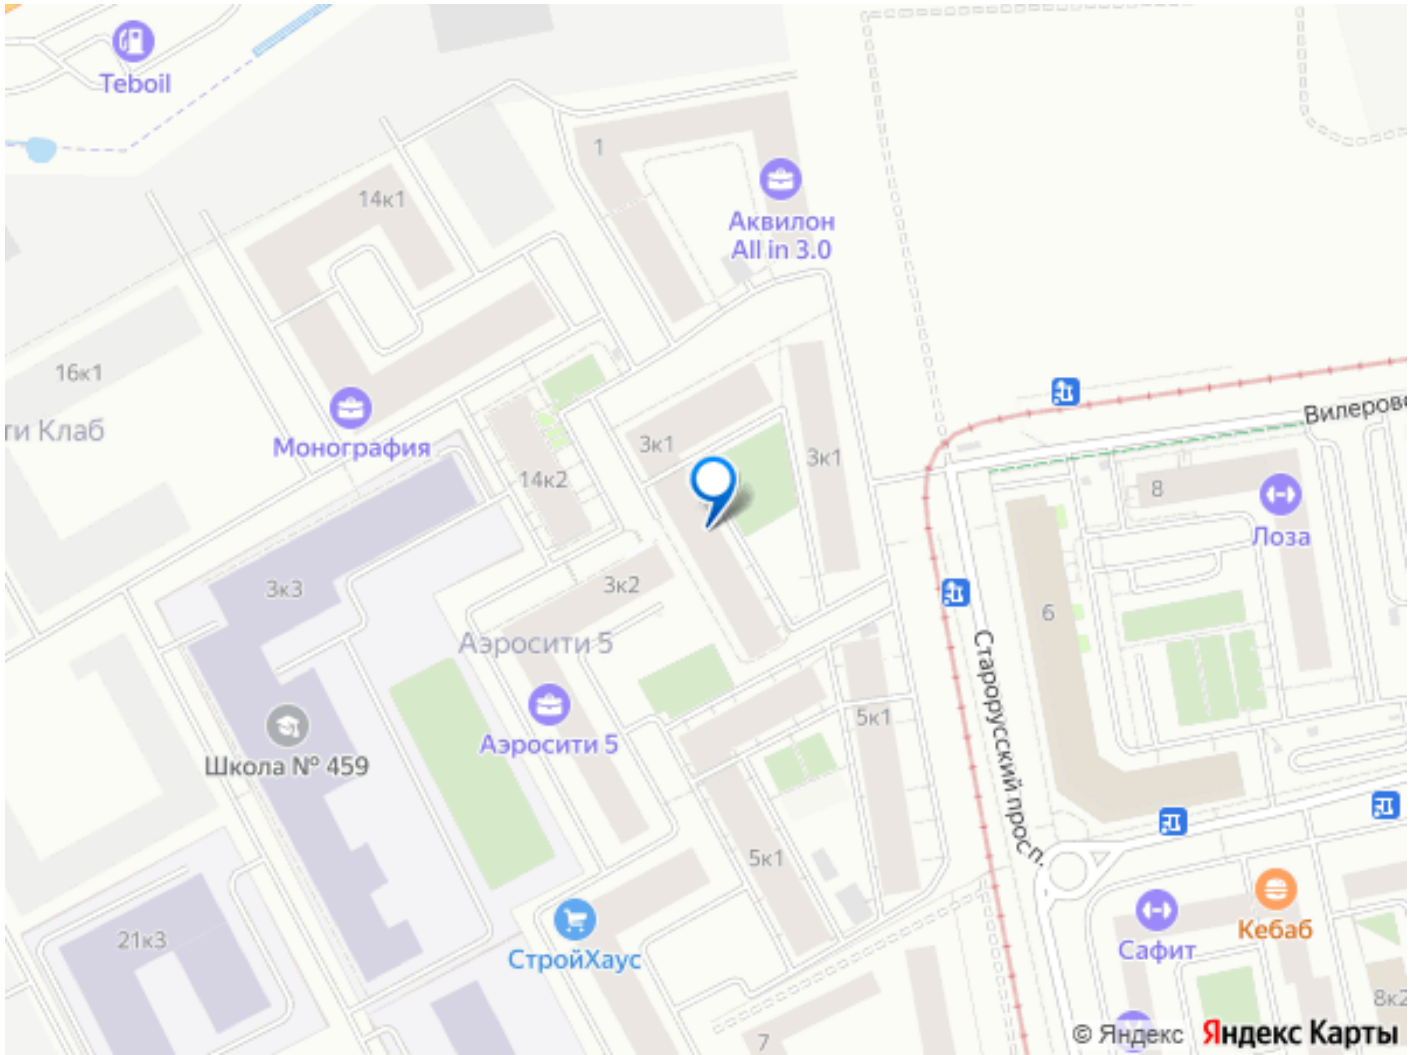 Teboil
1
14к1
Аквилон
All in 3.0
16к1
ти Клаб
Монография
3к1
3к1
14к2
Вилеровс
8
Лоза
3к3
3к2
6
Аэросити 5
Старорусский просп.
Аэросити 5
5к1
Школа № 459
5к1
21к3
СтройХаус
Кебаб
Сафит
8к2
7
© Яндекс Яндекс Карты